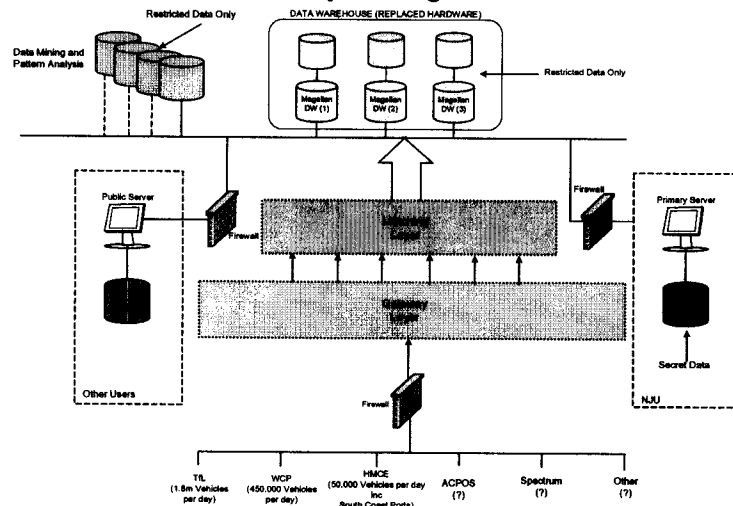 Restricted Data Only
DATA WAREHOUSE (REPLACED HARDWARE)
Data Mining and
Pattern Analysis
Restricted Data Only
Magellan
DW (1)
Magellan
DW (2)
Magellan
DW (3)
Public Server
Firewall
Firewall
Primary Server
Layer
Gateway
Layer
Other Users
Secret Data
NJU
Firewall
TfL
(1.8m Vehicles
per day)
WCP
(450,000 Vehicles
per day)
HMCE
(50,000 Vehicles per day
inc
South Coast Ports)
ACPOS
(?)
Spectrum
(?)
Other
(?)